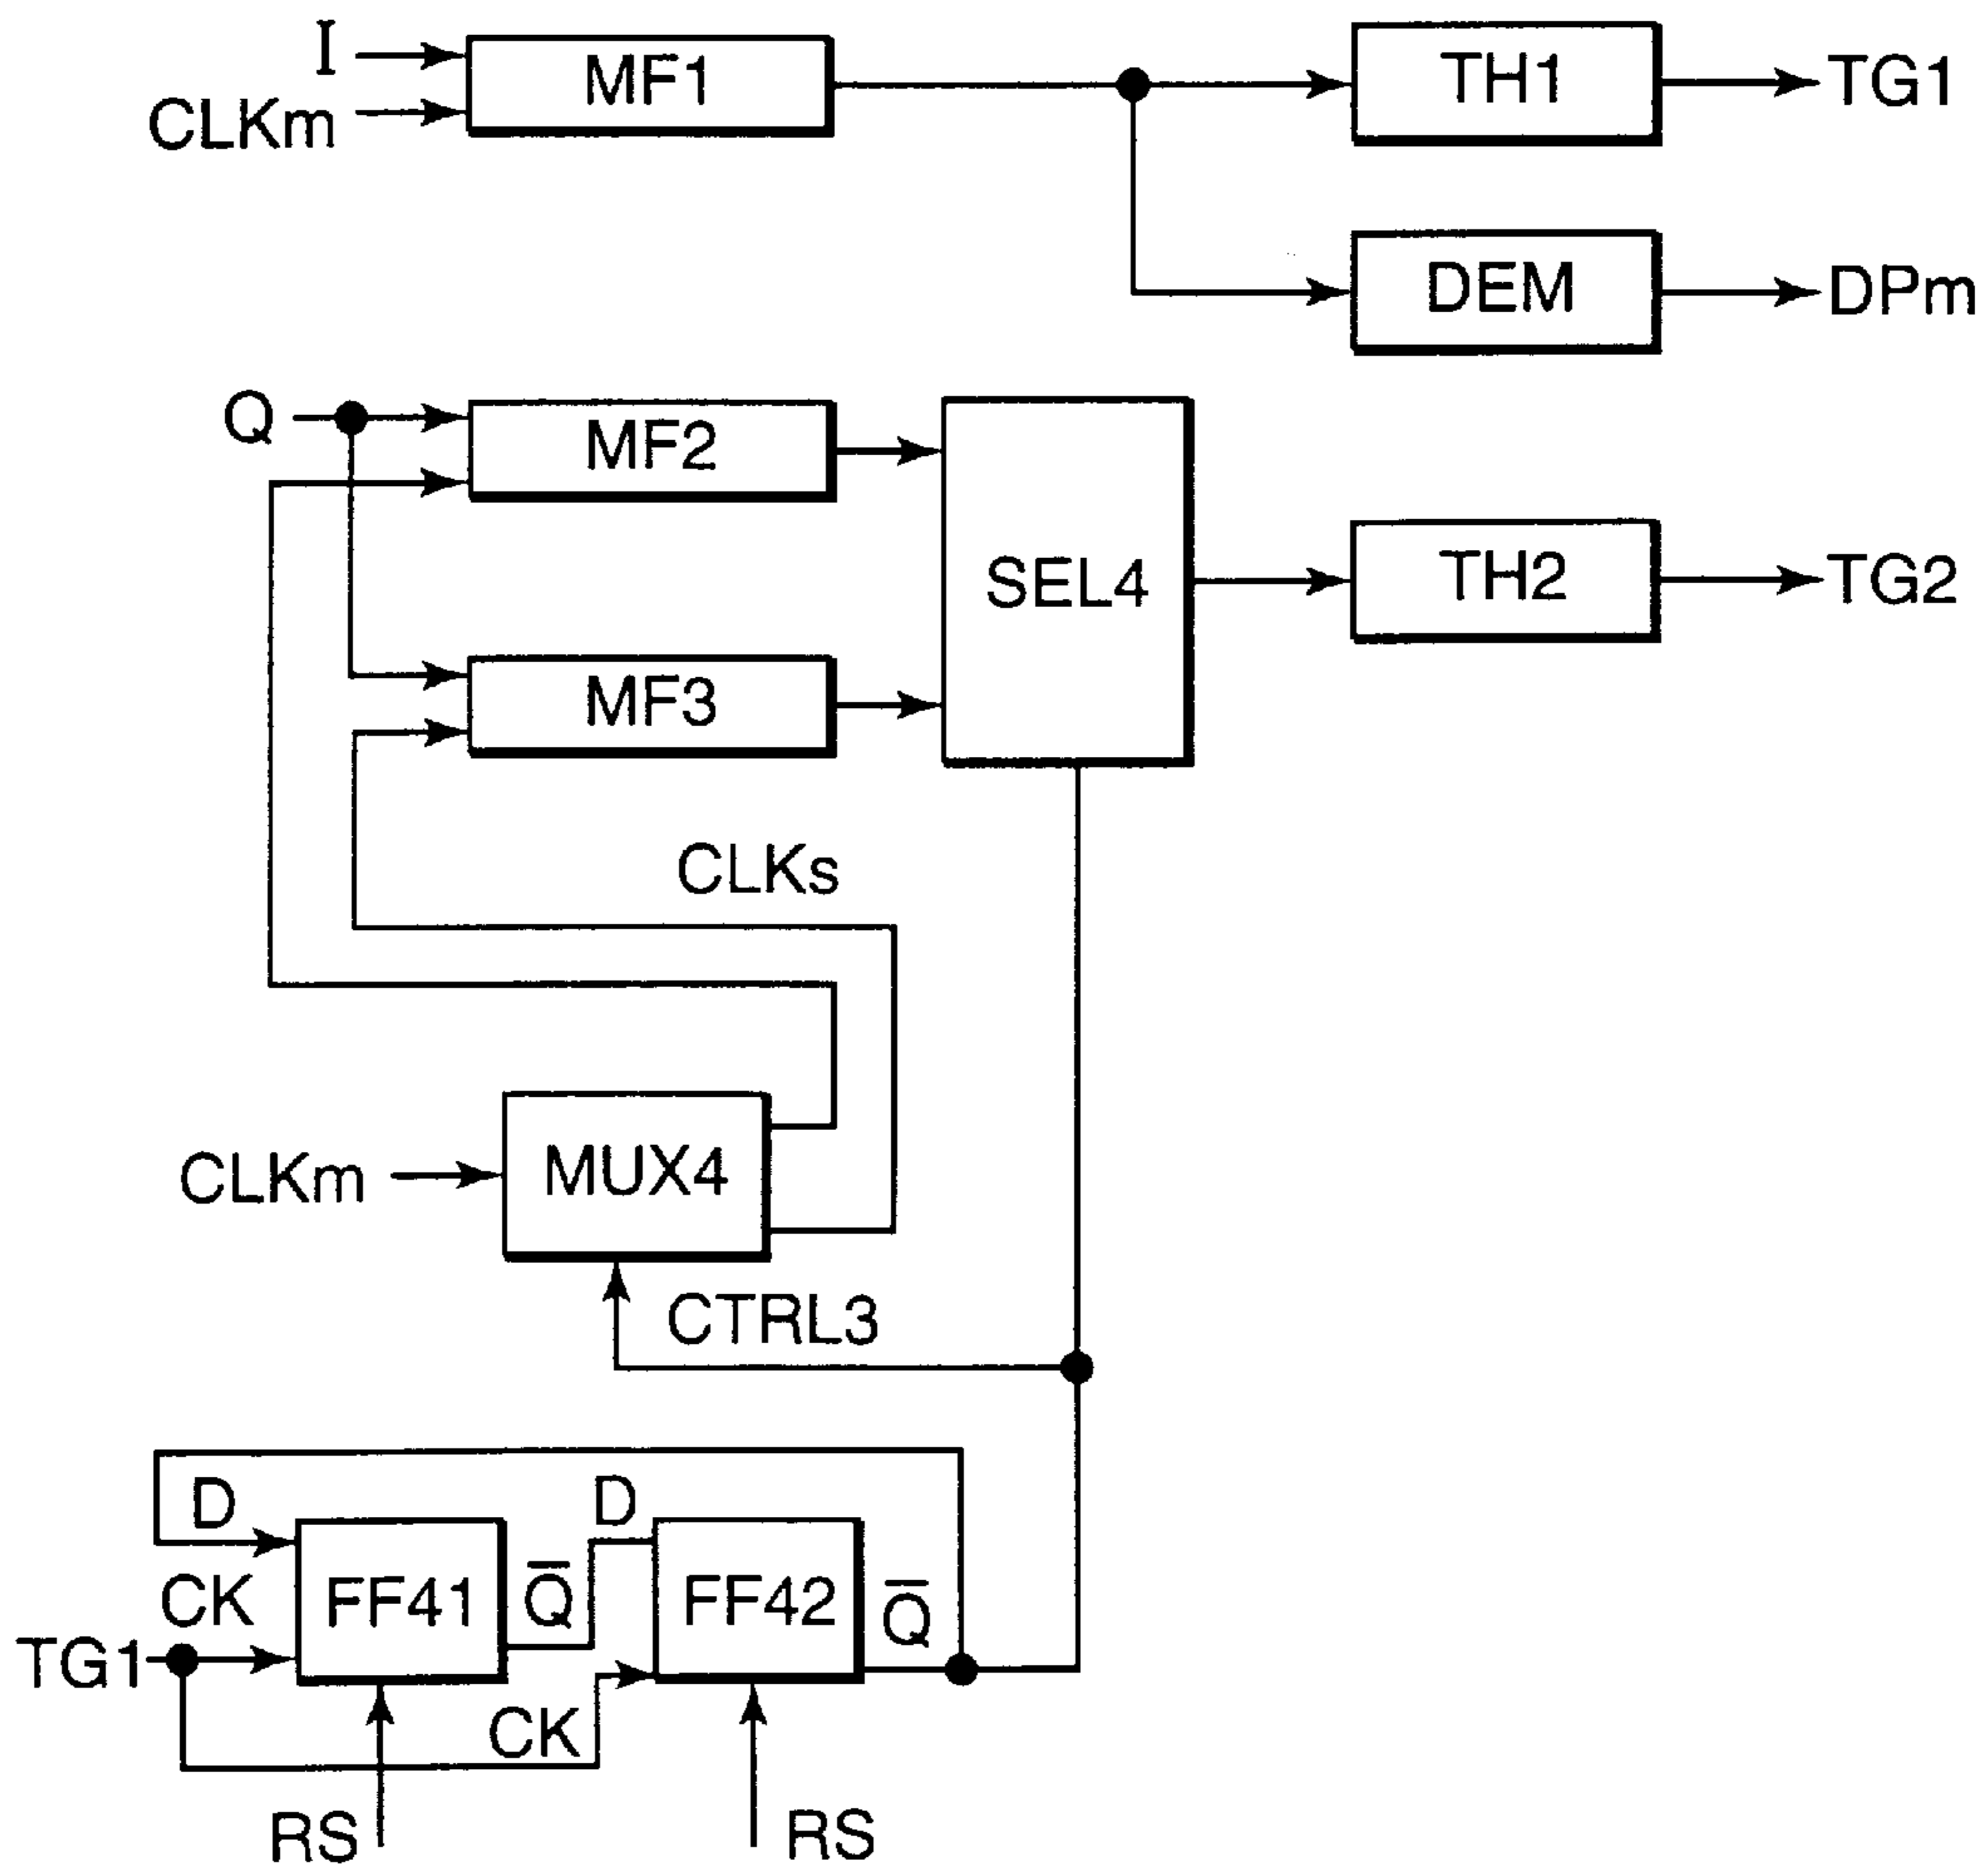 I
MF1
TH1
TG1
CLKm
DEM
DPm
Q
MF2
SEL4
TH2
TG2
MF3
CLKs
CLKm
MUX4
CTRL3
D
D
CK
FF41
Q̅
FF42
Q̅
TG1
CK
RS
RS